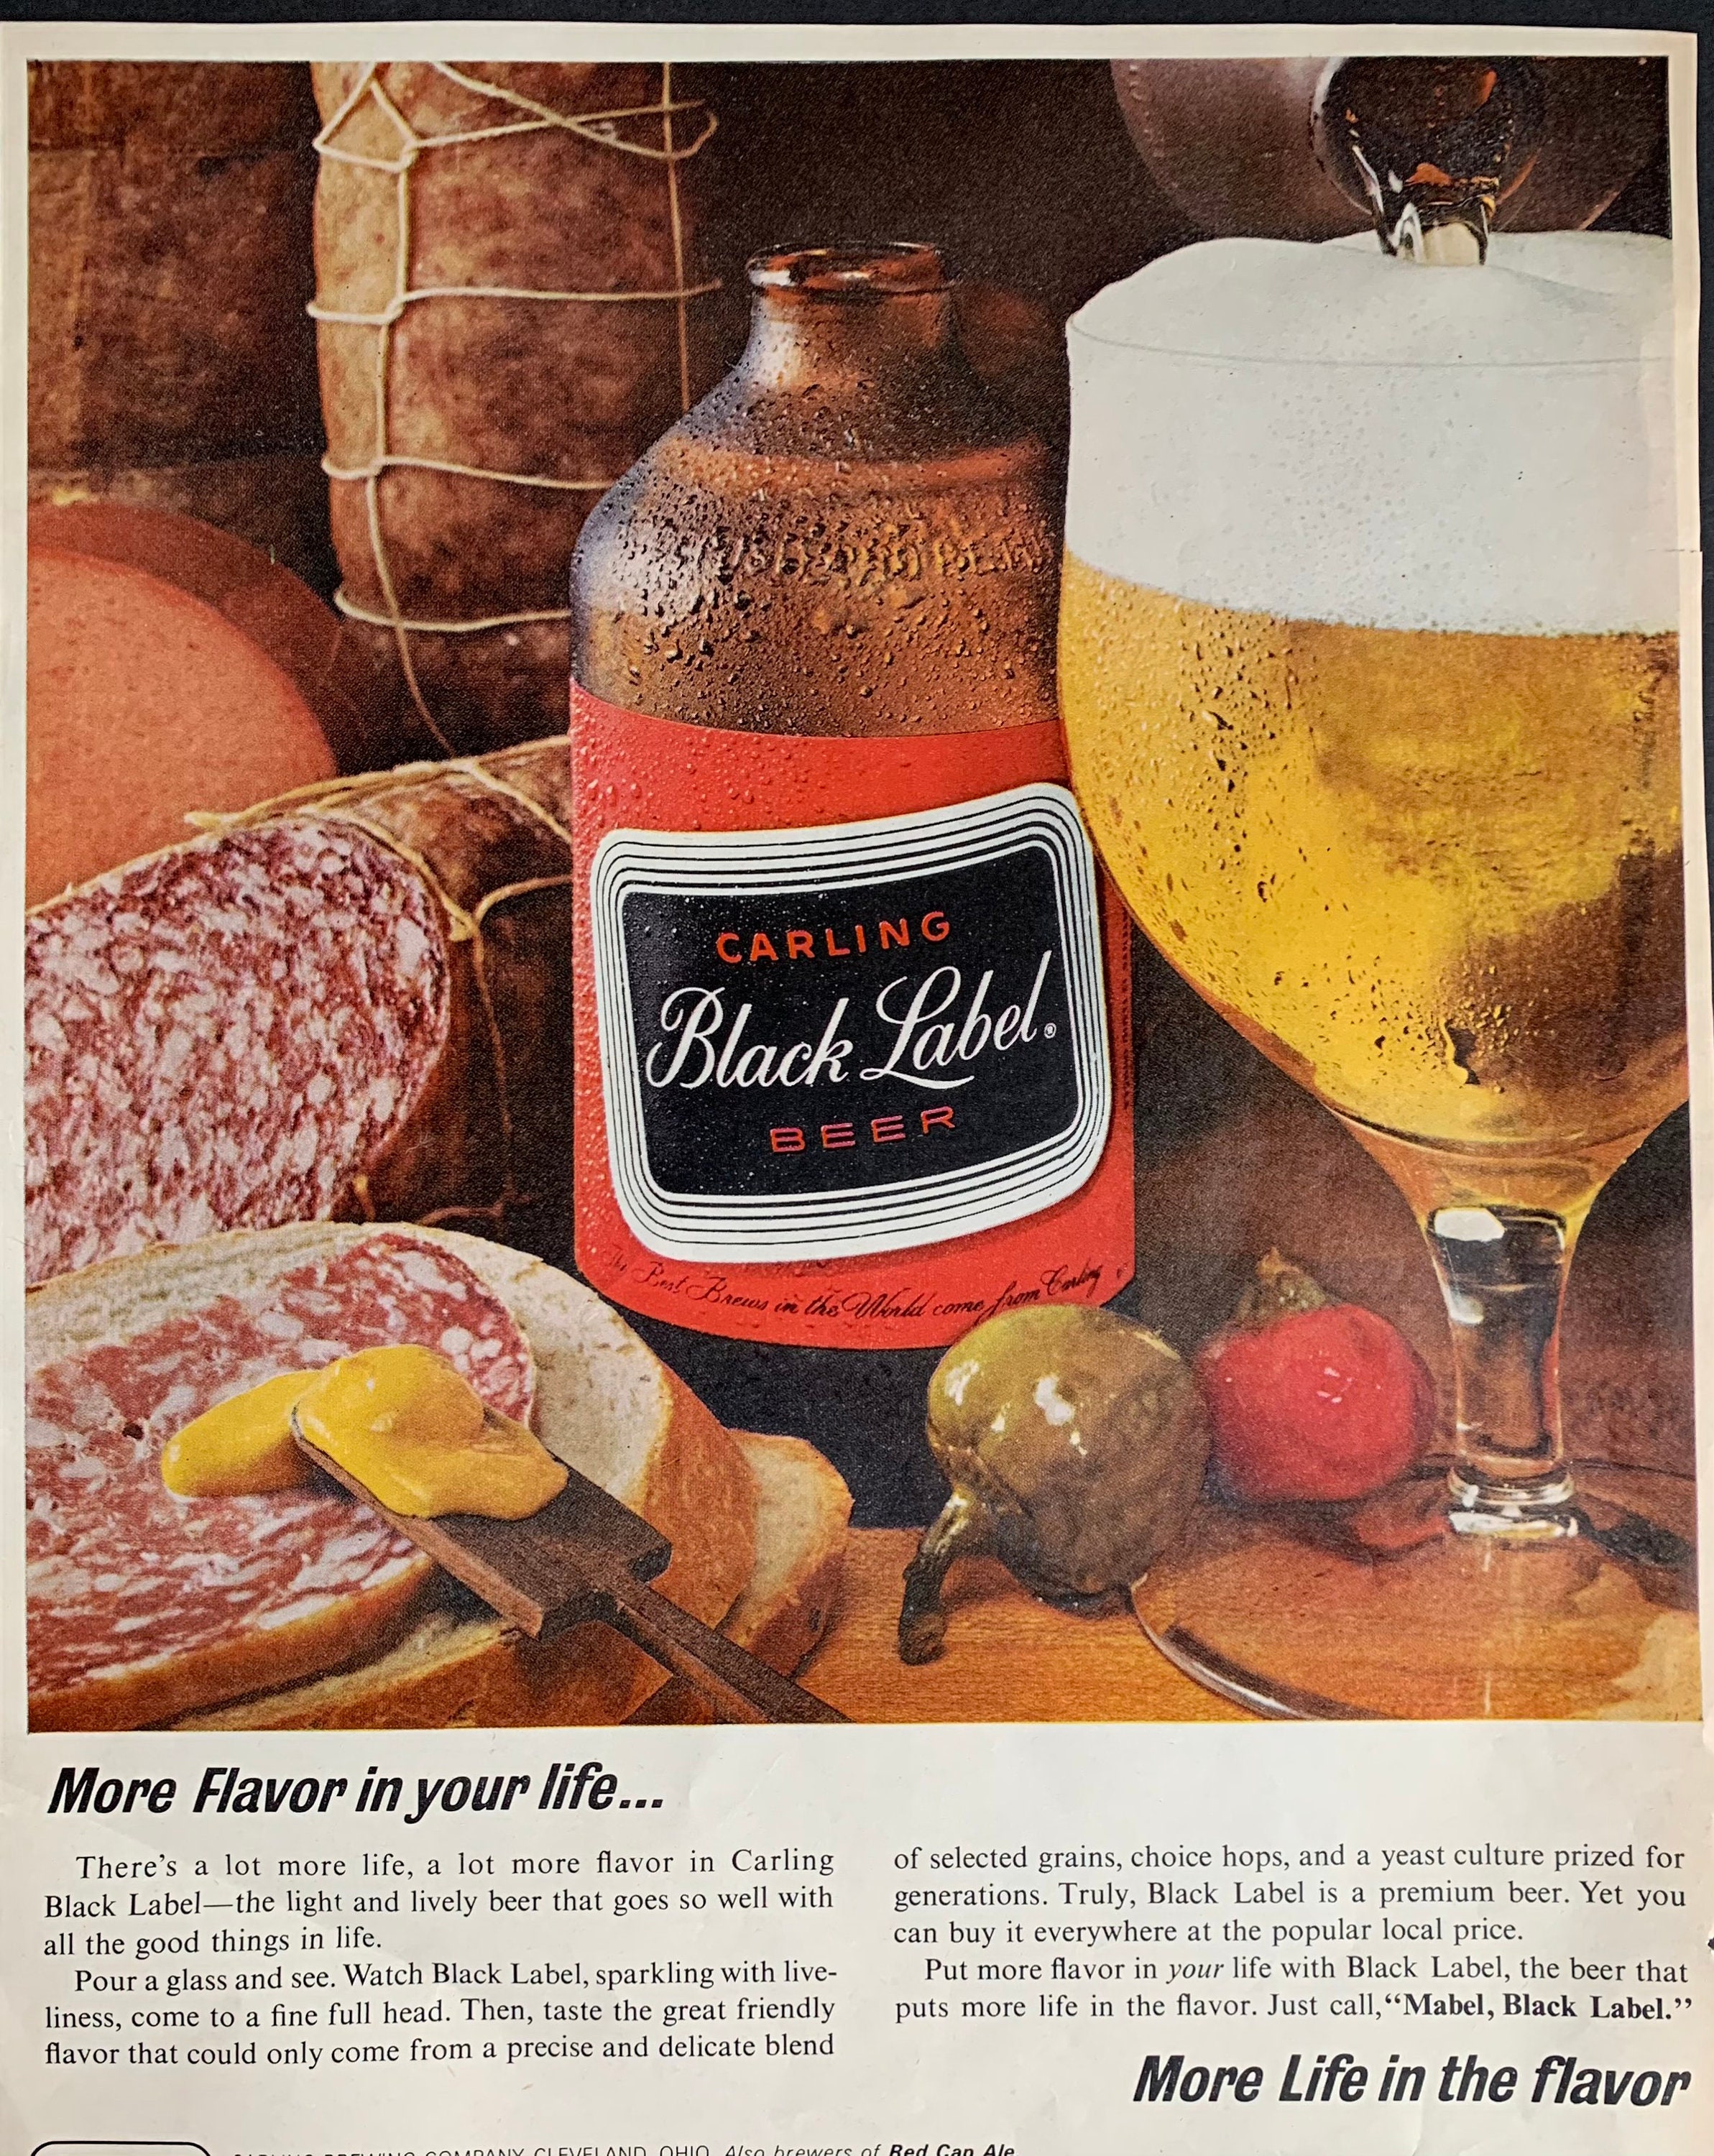 CARLING
Black Label®
BEER
The Best Brews in the World come from Carling
More Flavor in your life...
There's a lot more life, a lot more flavor in Carling
Black Label—the light and lively beer that goes so well with
all the good things in life.
Pour a glass and see. Watch Black Label, sparkling with live-
liness, come to a fine full head. Then, taste the great friendly
flavor that could only come from a precise and delicate blend
of selected grains, choice hops, and a yeast culture prized for
generations. Truly, Black Label is a premium beer. Yet you
can buy it everywhere at the popular local price.
Put more flavor in your life with Black Label, the beer that
puts more life in the flavor. Just call, “Mabel, Black Label.”
More Life in the flavor
CARLING BREWING COMPANY, CLEVELAND, OHIO. Also brewers of Red Cap Ale